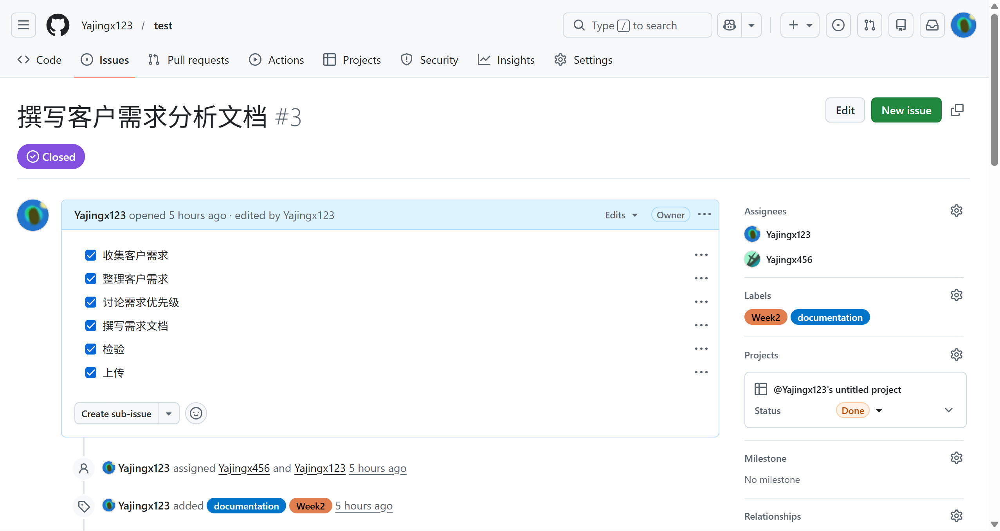 Yajingx123 / test
Type / to search
Code Issues Pull requests Actions Projects Security Insights Settings
撰写客户需求分析文档 #3
Edit New issue
Closed
Yajingx123 opened 5 hours ago · edited by Yajingx123 Edits Owner
收集客户需求
整理客户需求
讨论需求优先级
撰写需求文档
检验
上传
Create sub-issue
Yajingx123 assigned Yajingx456 and Yajingx123 5 hours ago
Yajingx123 added documentation Week2 5 hours ago
Assignees
Yajingx123
Yajingx456
Labels
Week2 documentation
Projects
@Yajingx123's untitled project
Status Done
Milestone
No milestone
Relationships